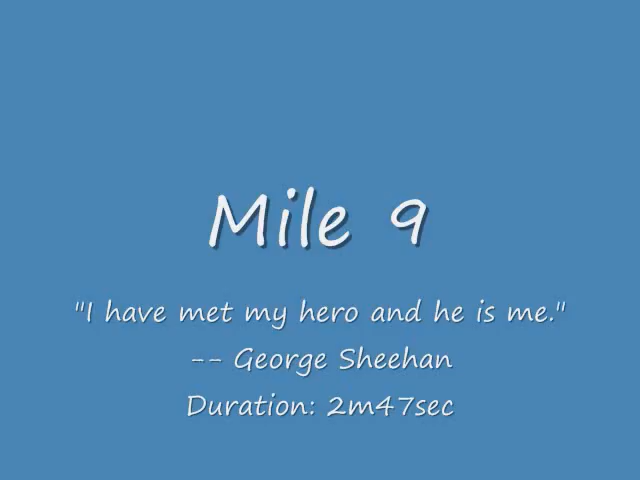 Mile 9
"I have met my hero and he is me."
-- George Sheehan
Duration: 2m47sec